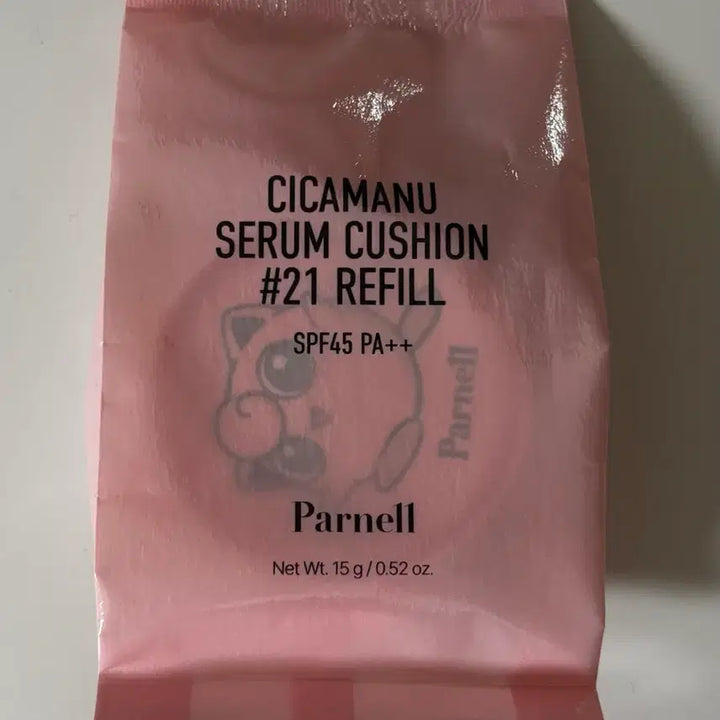 CICAMANU
SERUM CUSHION
#21 REFILL
SPF45 PA++
Parnell
Parnell
Net Wt. 15 g / 0.52 oz.